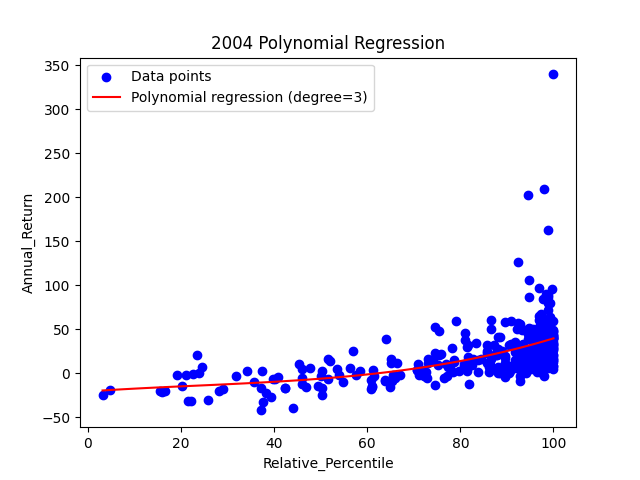 2004 Polynomial Regression
Data points
Polynomial regression (degree=3)
350
300
250
200
150
100
50
0
−50
Annual_Return
0 20 40 60 80 100
Relative_Percentile